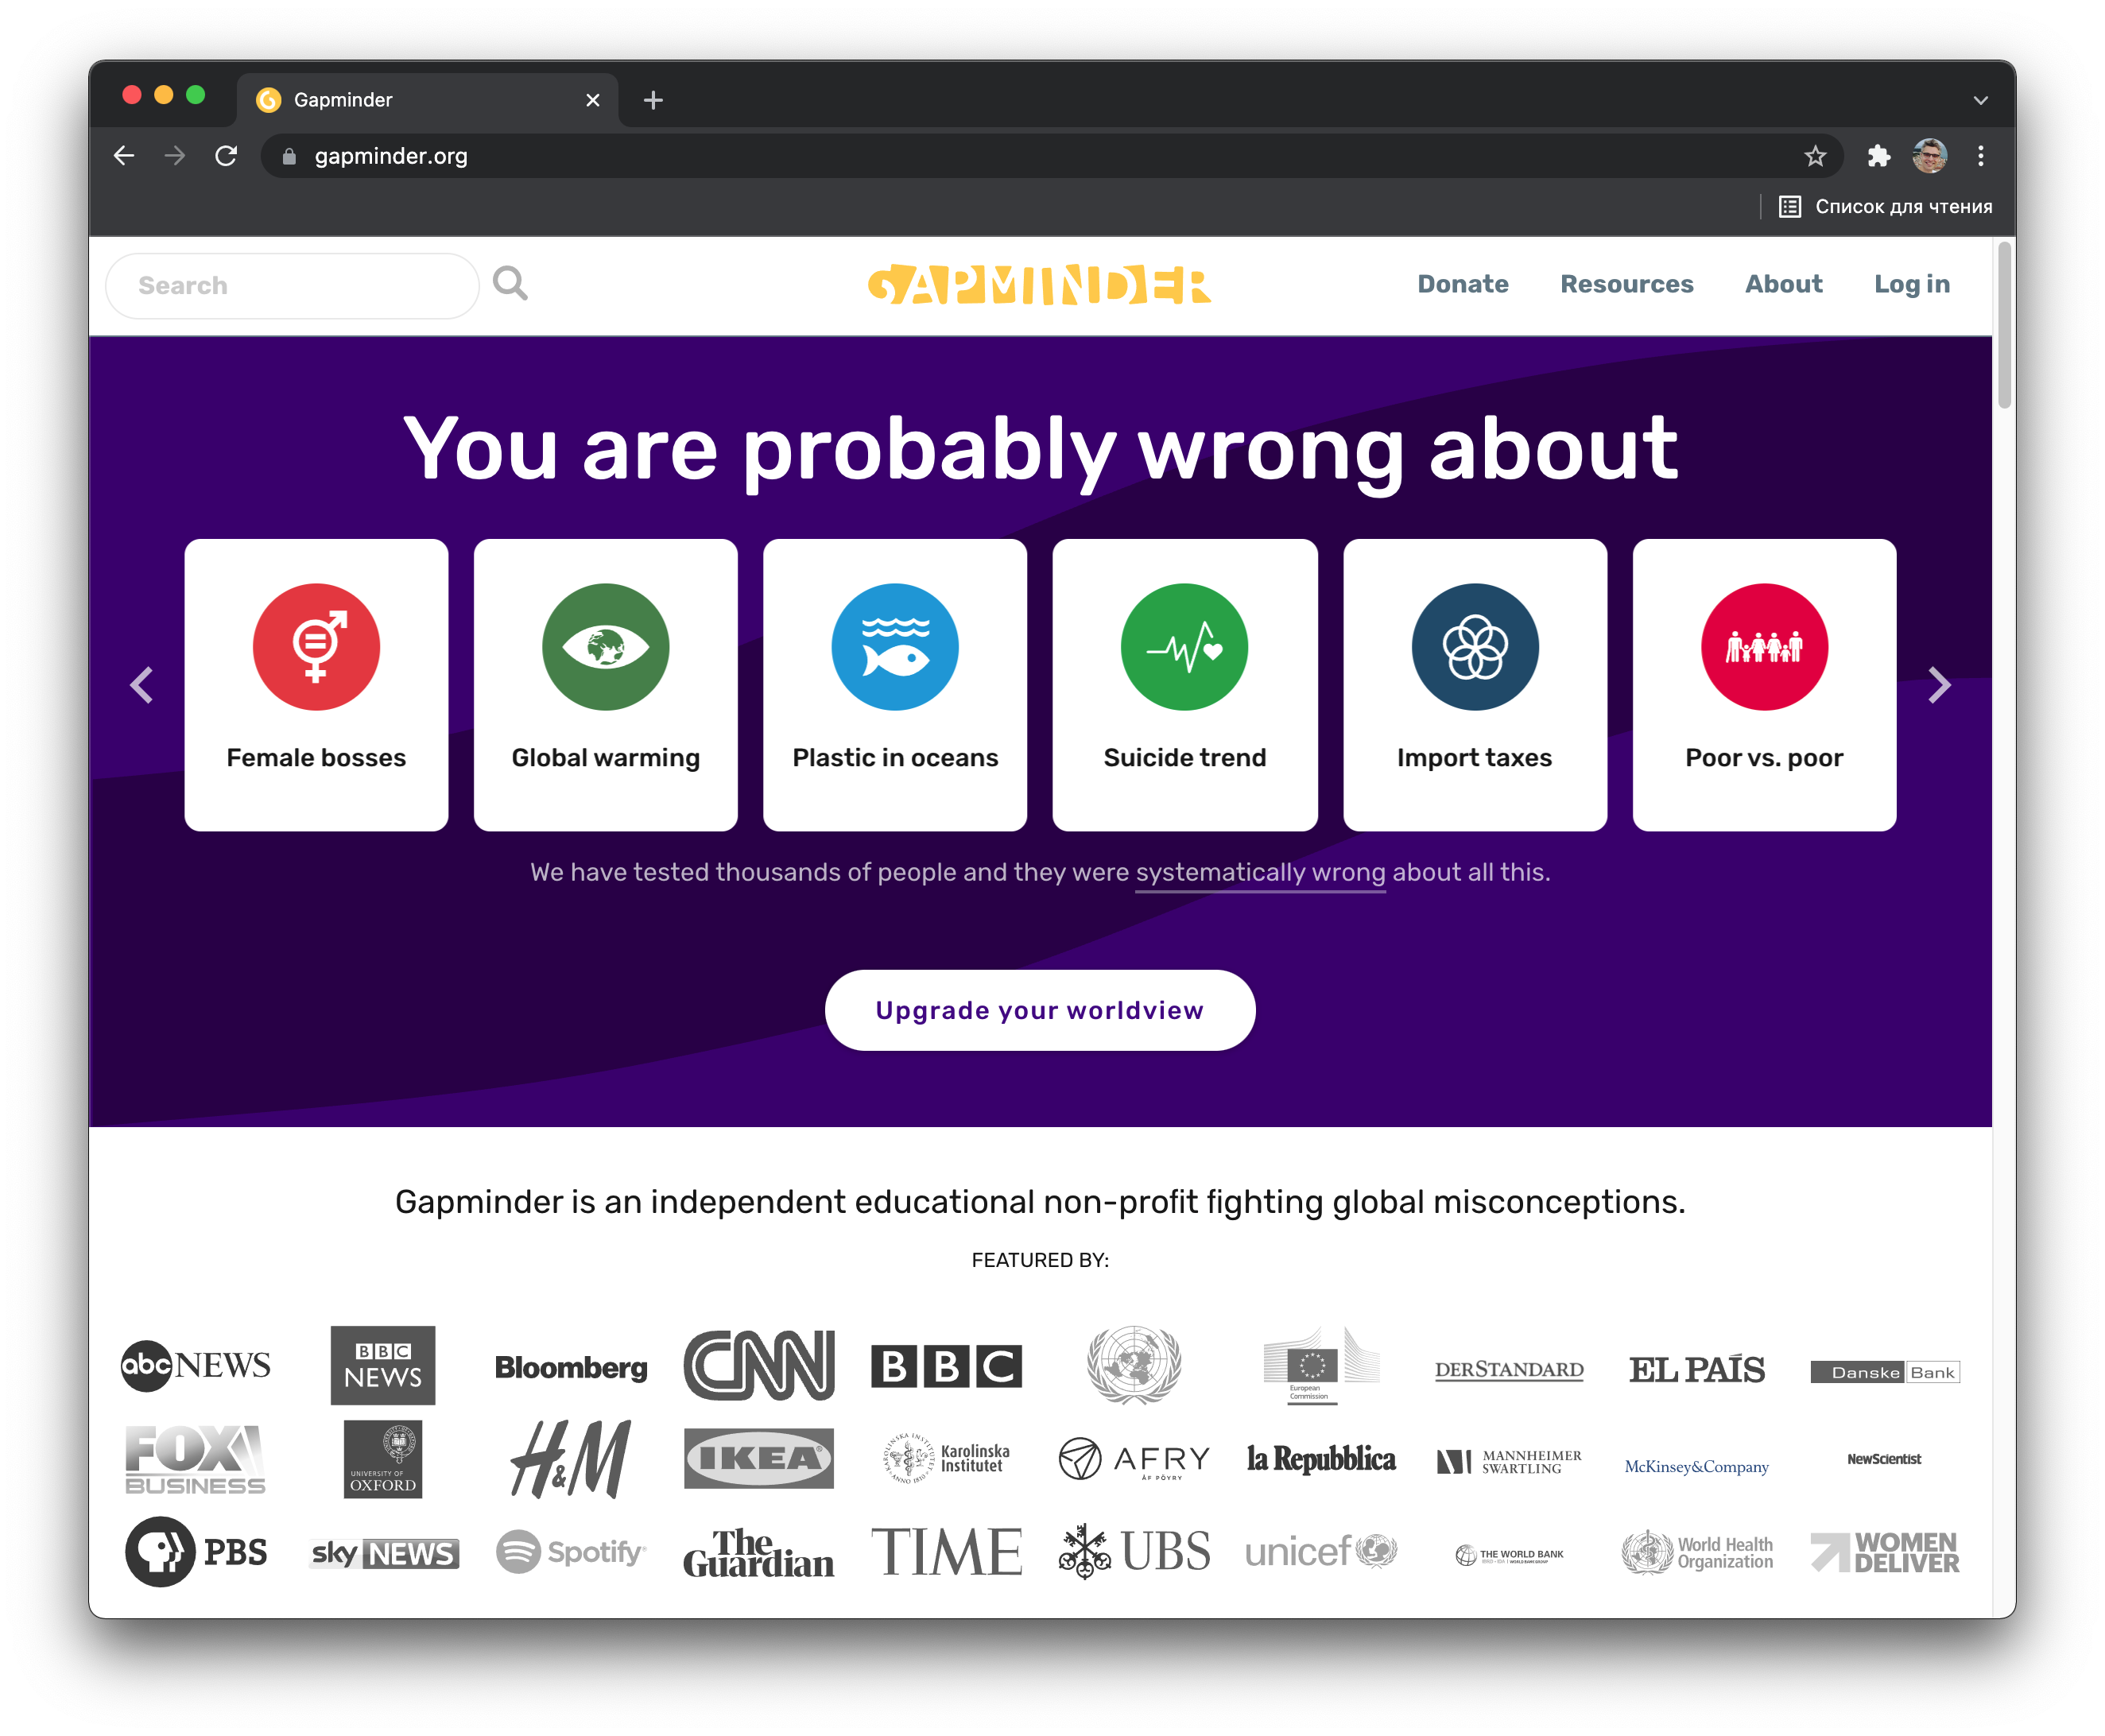 Gapminder
gapminder.org
Список для чтения
Search
GAPMINDER
Donate Resources About Log in
You are probably wrong about
Female bosses
Global warming
Plastic in oceans
Suicide trend
Import taxes
Poor vs. poor
We have tested thousands of people and they were systematically wrong about all this.
Upgrade your worldview
Gapminder is an independent educational non-profit fighting global misconceptions.
FEATURED BY:
abc NEWS
BBC
NEWS
Bloomberg
CNN
BBC
European
Commission
DERSTANDARD
EL PAÍS
Danske Bank
FOX
BUSINESS
UNIVERSITY OF
OXFORD
H&M
IKEA
Karolinska
Institutet
AFRY
ÅF PÖYRY
la Repubblica
MANNHEIMER
SWARTLING
McKinsey&Company
NewScientist
PBS
sky NEWS
Spotify
The
Guardian
TIME
UBS
unicef
THE WORLD BANK
World Health
Organization
WOMEN
DELIVER